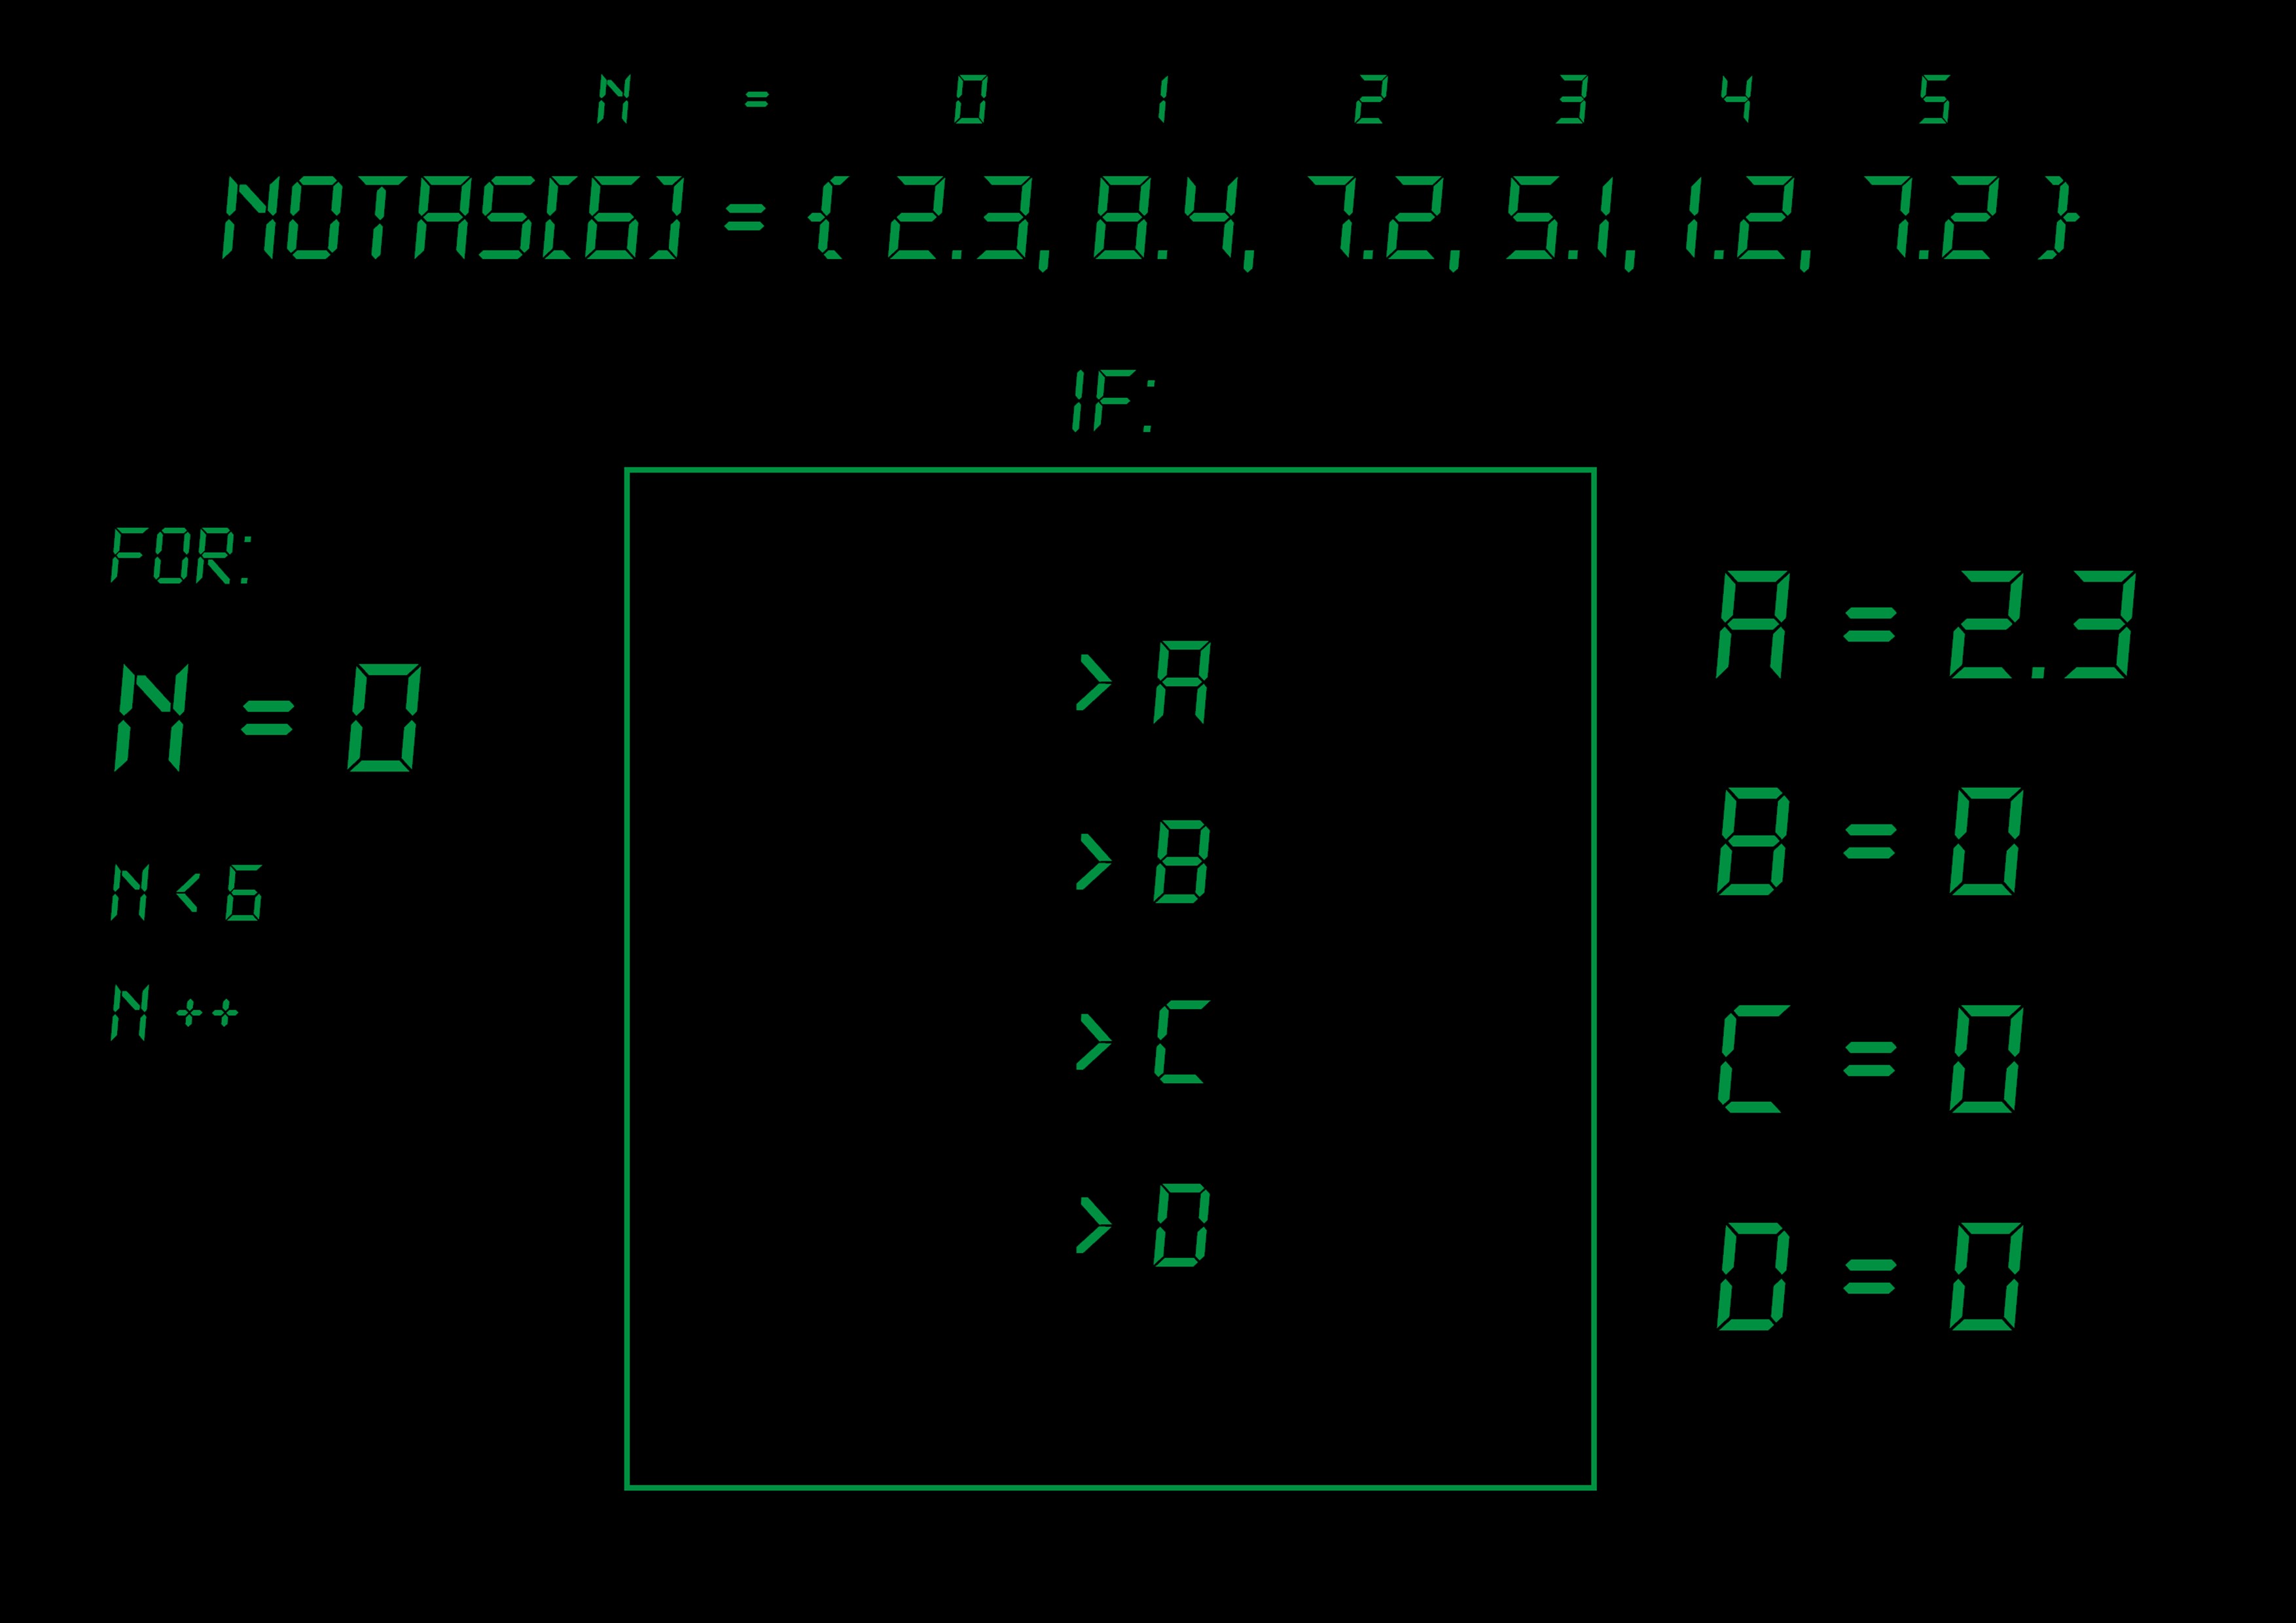 N = 0 1 2 3 4 5
NOTAS[6] = { 2.3, 8.4, 7.2, 5.1, 1.2, 7.2 }
IF:
FOR:
N = 0
N < 6
N ++
> A
> B
> C
> D
A = 2.3
B = 0
C = 0
D = 0